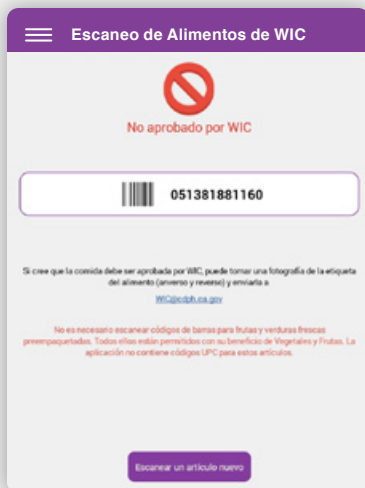 Escaneo de Alimentos de WIC
No aprobado por WIC
051381881160
Si cree que la comida debe ser aprobada por WIC, puede tomar una fotografía de la etiqueta
del alimento (anverso y reverso) y enviarla a
WIC@cdph.ca.gov
No es necesario escanear códigos de barras para frutas y verduras frescas
preempaquetadas. Todos ellos están permitidos con su beneficio de Vegetales y Frutas. La
aplicación no contiene códigos UPC para estos artículos.
Escanear un artículo nuevo